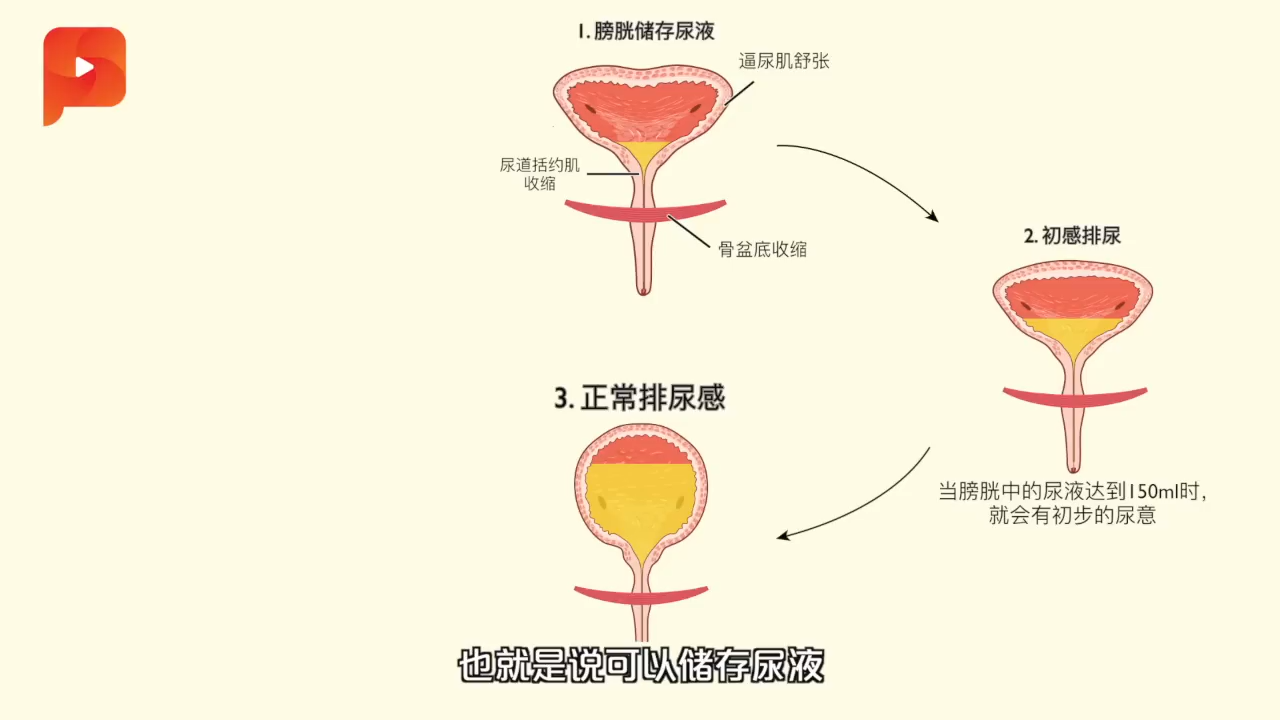 1. 膀胱储存尿液
逼尿肌舒张
尿道括约肌
收缩
骨盆底收缩
2. 初感排尿
当膀胱中的尿液达到150ml时,
就会有初步的尿意
3. 正常排尿感
也就是说可以储存尿液